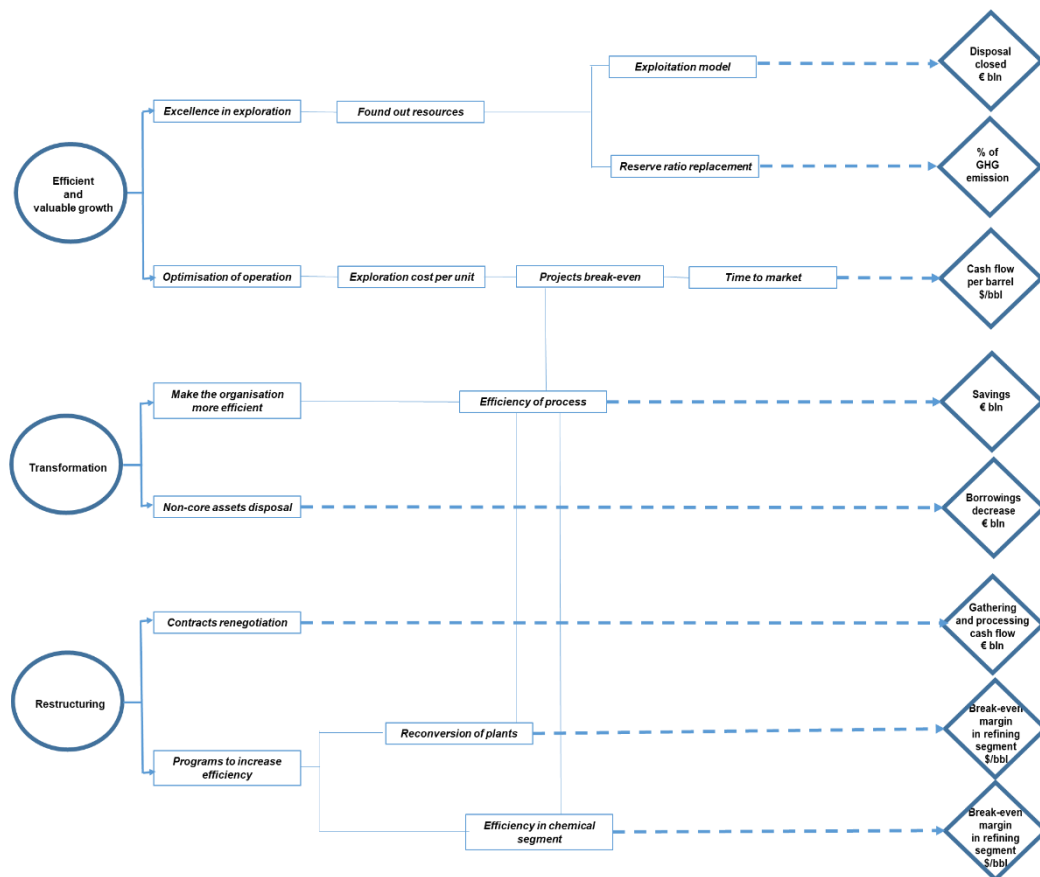 Disposal
closed
€ bln
Exploitation model
Excellence in exploration
Found out resources
% of
GHG
emission
Reserve ratio replacement
Efficient
and
valuable growth
Optimisation of operation
Exploration cost per unit
Projects break-even
Time to market
Cash flow
per barrel
$/bbl
Make the organisation
more efficient
Efficiency of process
Savings
€ bln
Transformation
Non-core assets disposal
Borrowings
decrease
€ bln
Contracts renegotiation
Gathering
and processing
cash flow
€ bln
Restructuring
Reconversion of plants
Break-even
margin
in refining
segment
$/bbl
Programs to increase
efficiency
Efficiency in chemical
segment
Break-even
margin
in refining
segment
$/bbl